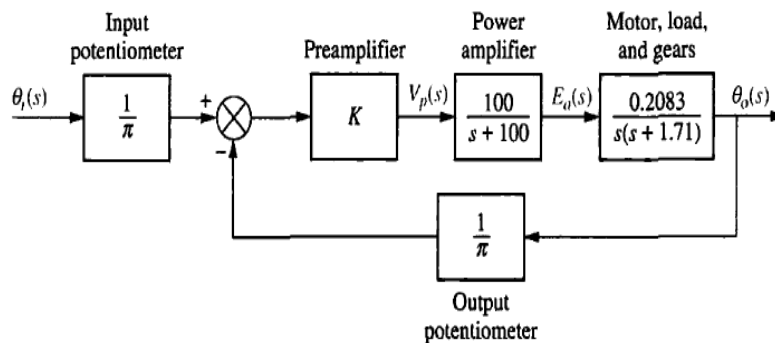 Input
potentiometer
Preamplifier
Power
amplifier
Motor, load,
and gears
θi(s)
1
π
+
−
K
Vp(s)
100
s + 100
Ea(s)
0.2083
s(s + 1.71)
θo(s)
1
π
Output
potentiometer